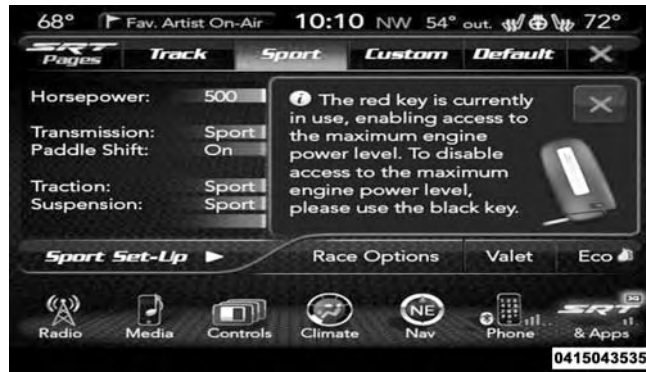 68° Fav. Artist On-Air 10:10 NW 54° out. 72°
SRT Pages Track Sport Custom Default
Horsepower: 500
Transmission: Sport
Paddle Shift: On
Traction: Sport
Suspension: Sport
The red key is currently
in use, enabling access to
the maximum engine
power level. To disable
access to the maximum
engine power level,
please use the black key.
Sport Set-Up Race Options Valet Eco
NE
3G
SRT
Radio Media Controls Climate Nav Phone & Apps
0415043535